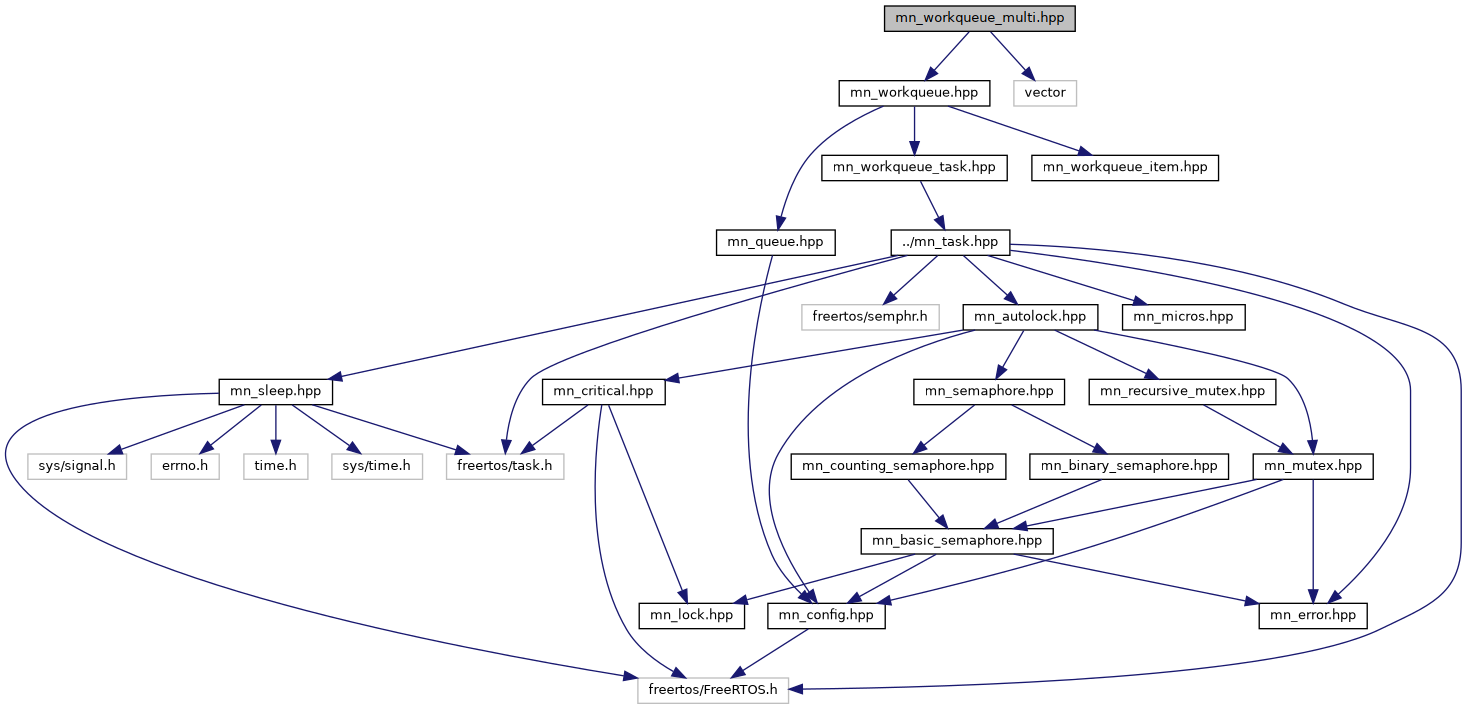 mn_workqueue_multi.hpp
mn_workqueue.hpp
vector
mn_workqueue_task.hpp
mn_workqueue_item.hpp
mn_queue.hpp
../mn_task.hpp
freertos/semphr.h
mn_autolock.hpp
mn_micros.hpp
mn_sleep.hpp
mn_critical.hpp
mn_semaphore.hpp
mn_recursive_mutex.hpp
sys/signal.h
errno.h
time.h
sys/time.h
freertos/task.h
mn_counting_semaphore.hpp
mn_binary_semaphore.hpp
mn_mutex.hpp
mn_basic_semaphore.hpp
mn_lock.hpp
mn_config.hpp
mn_error.hpp
freertos/FreeRTOS.h